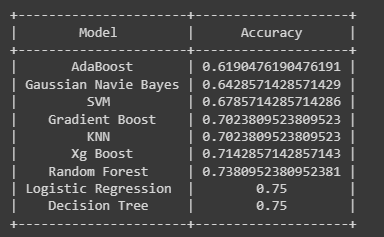 +----------------------+--------------------+
| Model | Accuracy |
+----------------------+--------------------+
| AdaBoost | 0.6190476190476191 |
| Gaussian Navie Bayes | 0.6428571428571429 |
| SVM | 0.6785714285714286 |
| Gradient Boost | 0.7023809523809523 |
| KNN | 0.7023809523809523 |
| Xg Boost | 0.7142857142857143 |
| Random Forest | 0.7380952380952381 |
| Logistic Regression | 0.75 |
| Decision Tree | 0.75 |
+----------------------+--------------------+